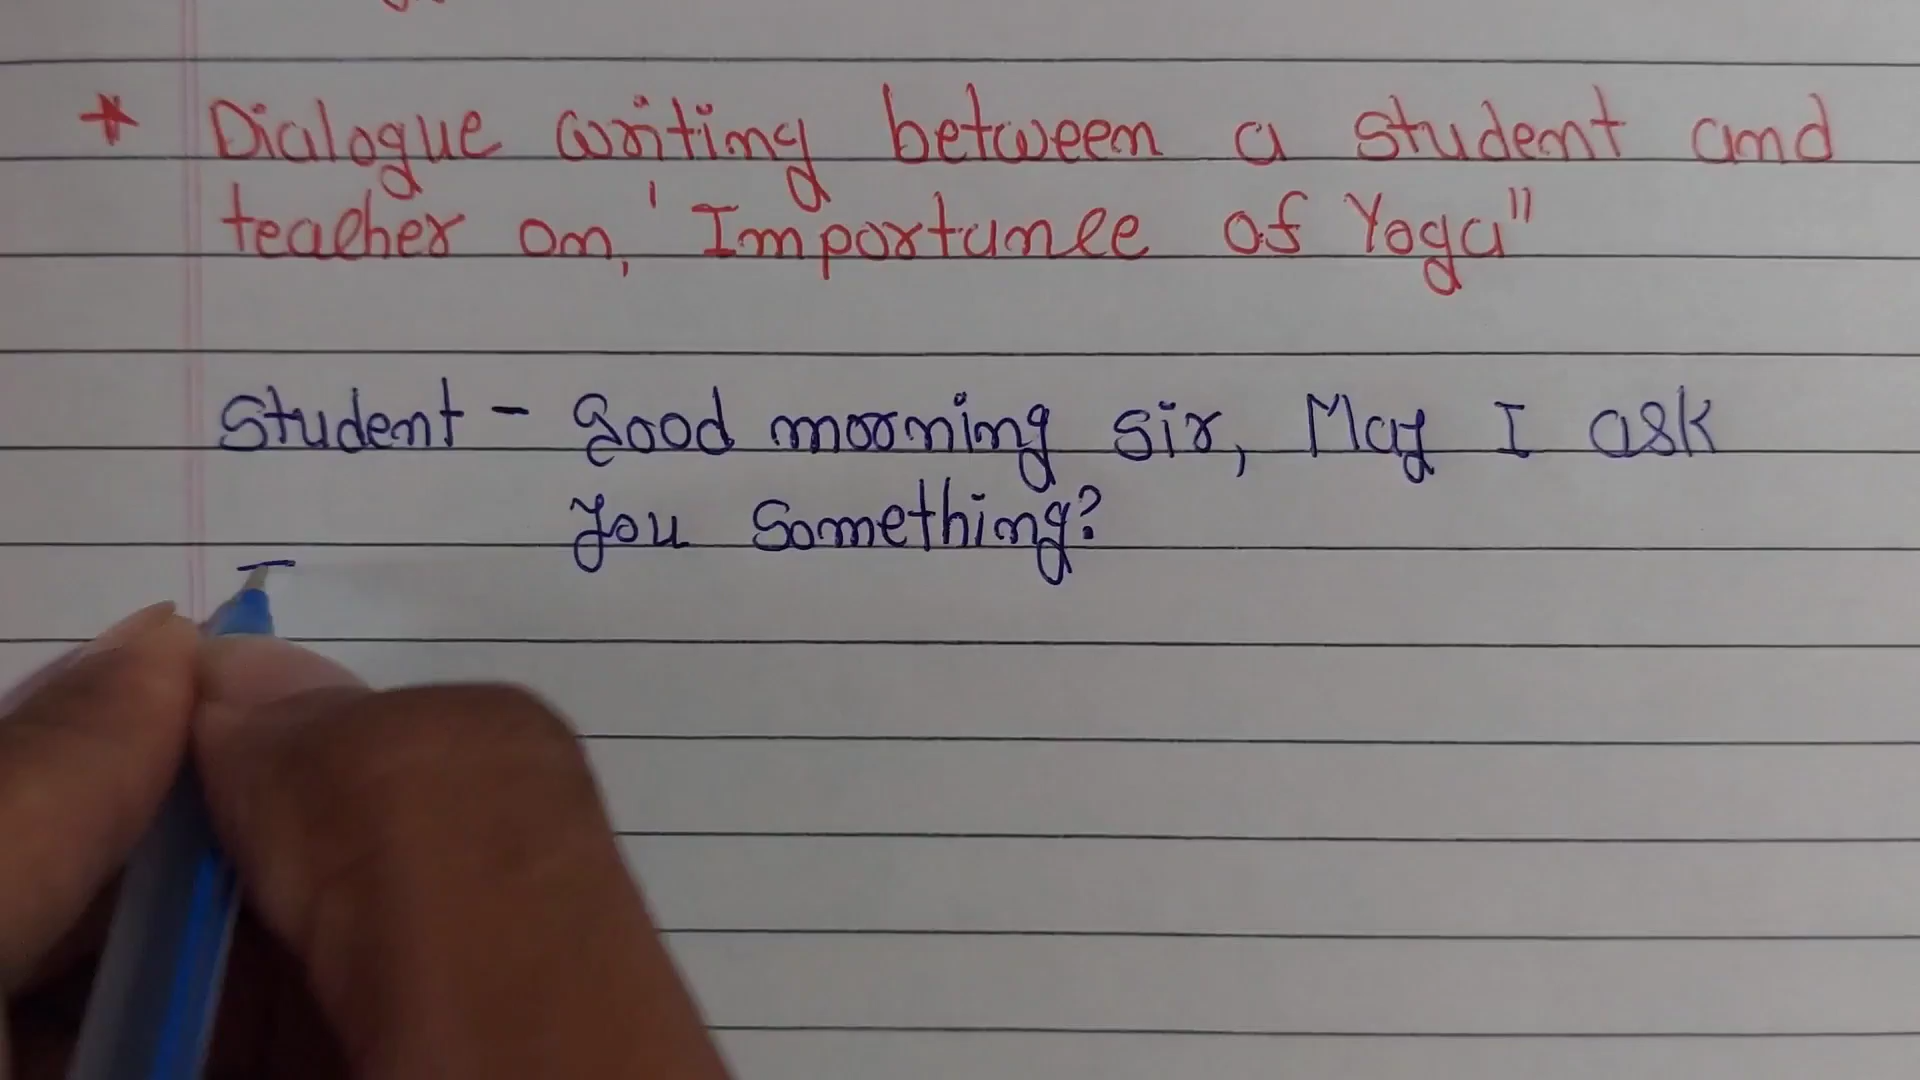 * Dialogue writing between a student and
teacher on, ' Importance of Yoga"
Student - Good morning sir, May I ask
you something?